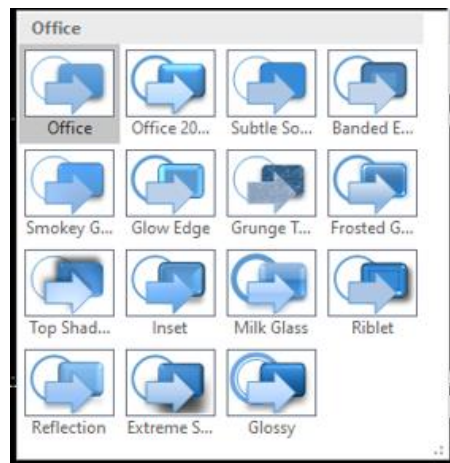 Office
Office Office 20... Subtle So... Banded E...
Smokey G... Glow Edge Grunge T... Frosted G...
Top Shad... Inset Milk Glass Riblet
Reflection Extreme S... Glossy